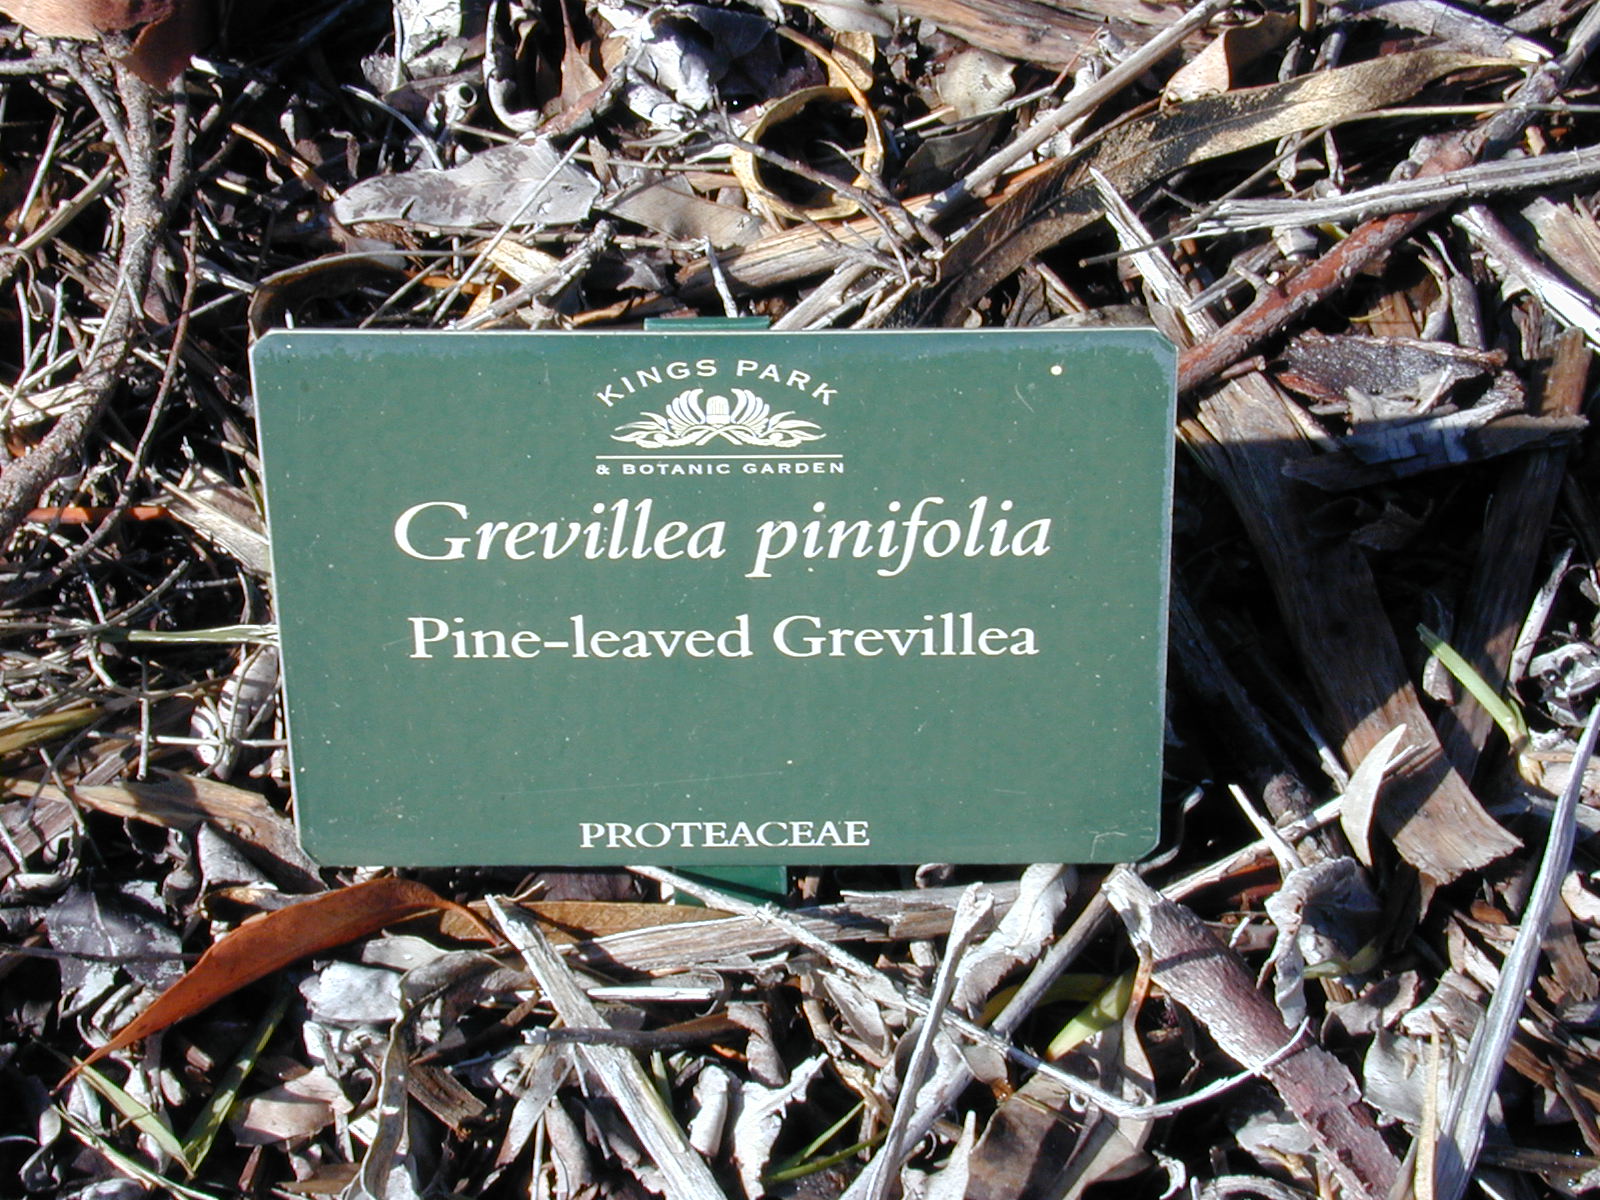 KINGS PARK
& BOTANIC GARDEN
Grevillea pinifolia
Pine-leaved Grevillea
PROTEACEAE